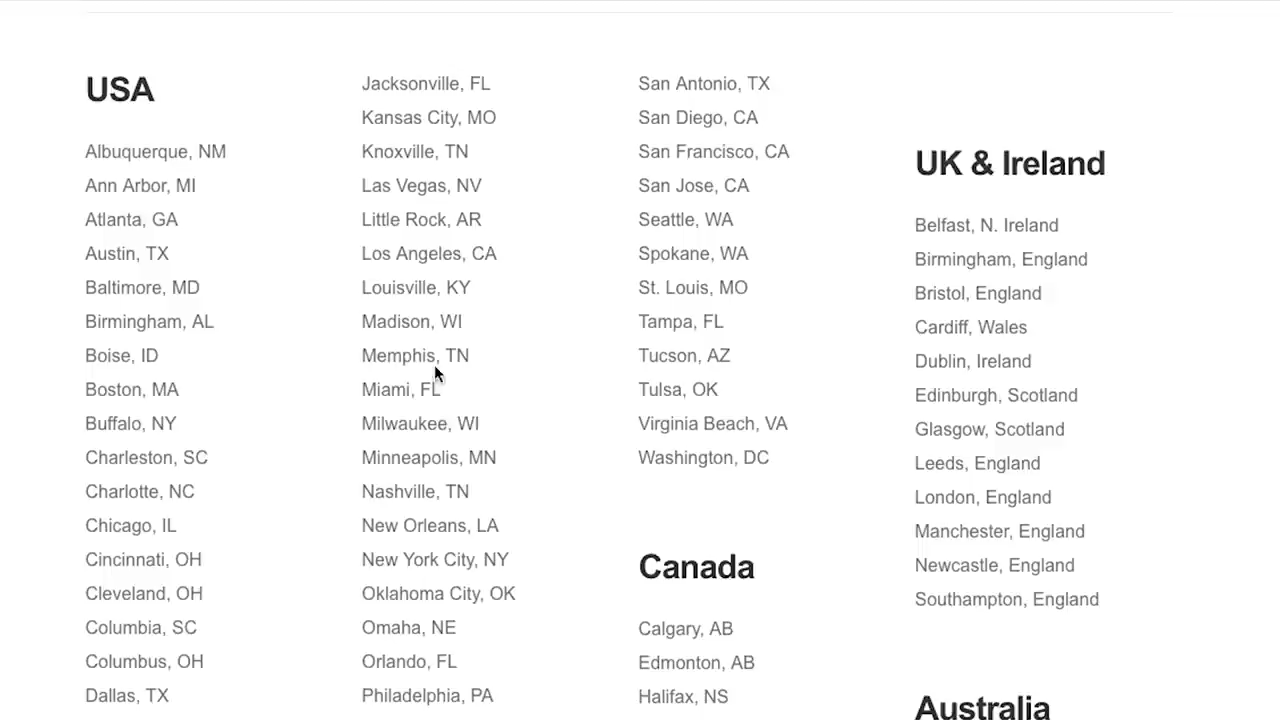 USA
Albuquerque, NM
Ann Arbor, MI
Atlanta, GA
Austin, TX
Baltimore, MD
Birmingham, AL
Boise, ID
Boston, MA
Buffalo, NY
Charleston, SC
Charlotte, NC
Chicago, IL
Cincinnati, OH
Cleveland, OH
Columbia, SC
Columbus, OH
Dallas, TX
Jacksonville, FL
Kansas City, MO
Knoxville, TN
Las Vegas, NV
Little Rock, AR
Los Angeles, CA
Louisville, KY
Madison, WI
Memphis, TN
Miami, FL
Milwaukee, WI
Minneapolis, MN
Nashville, TN
New Orleans, LA
New York City, NY
Oklahoma City, OK
Omaha, NE
Orlando, FL
Philadelphia, PA
San Antonio, TX
San Diego, CA
San Francisco, CA
San Jose, CA
Seattle, WA
Spokane, WA
St. Louis, MO
Tampa, FL
Tucson, AZ
Tulsa, OK
Virginia Beach, VA
Washington, DC
Canada
Calgary, AB
Edmonton, AB
Halifax, NS
UK & Ireland
Belfast, N. Ireland
Birmingham, England
Bristol, England
Cardiff, Wales
Dublin, Ireland
Edinburgh, Scotland
Glasgow, Scotland
Leeds, England
London, England
Manchester, England
Newcastle, England
Southampton, England
Australia